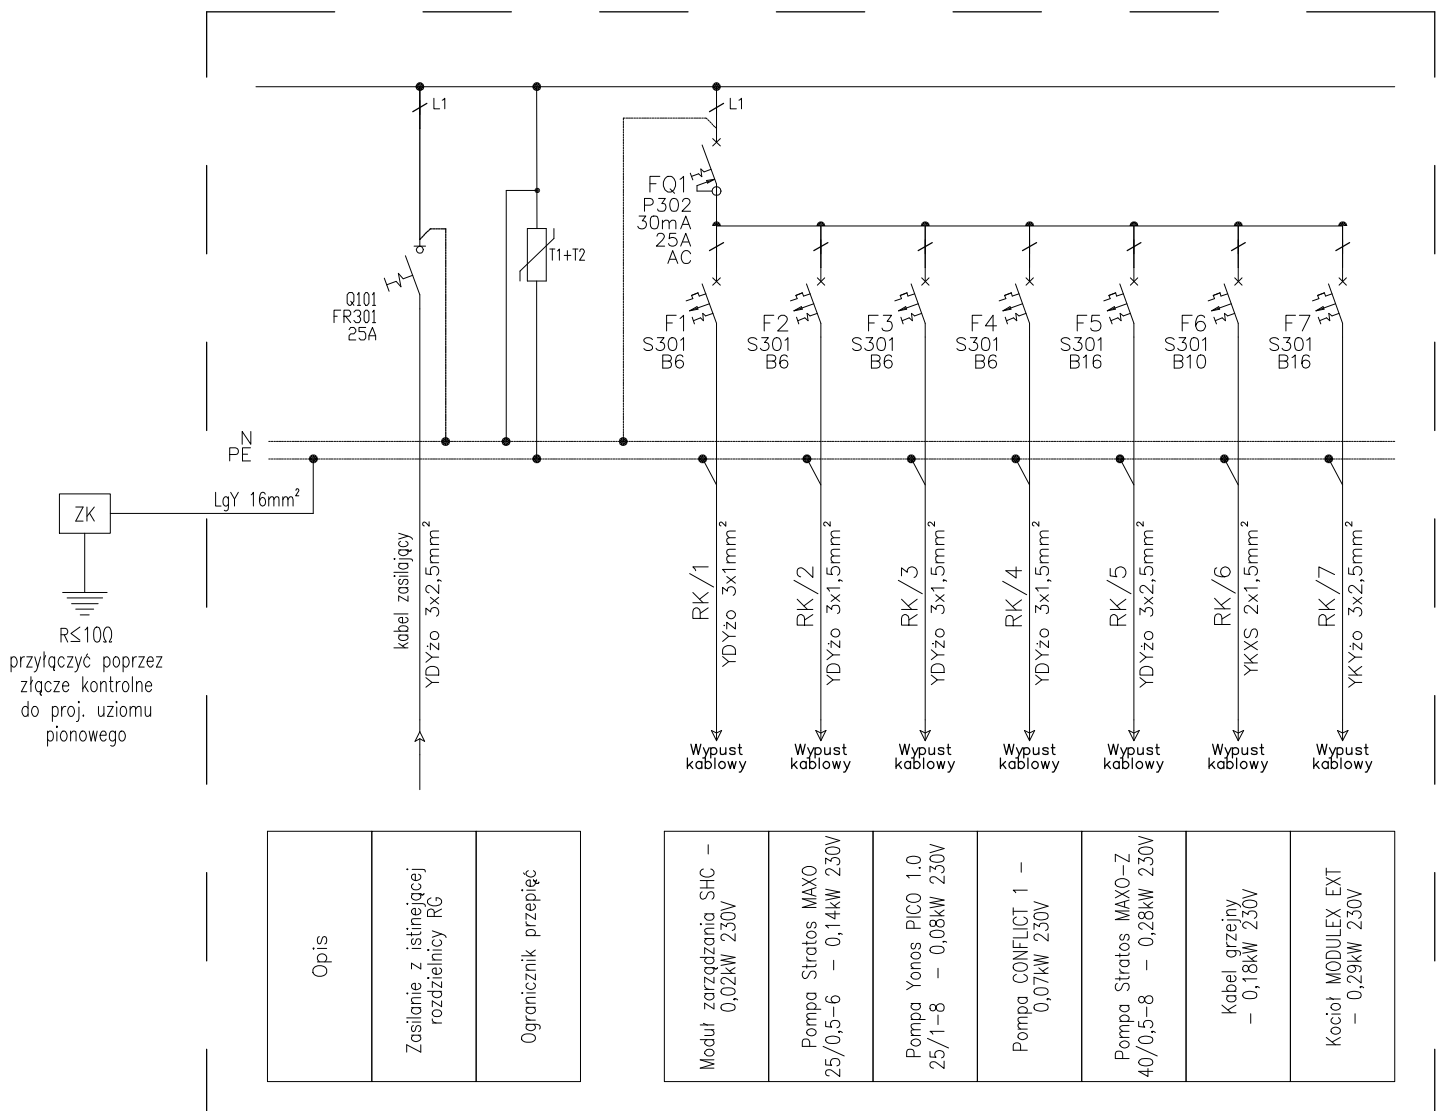 L1
L1
T1+T2
Q101
FR301
25A
FQ1
P302
30mA
25A
AC
F1
S301
B6
F2
S301
B6
F3
S301
B6
F4
S301
B6
F5
S301
B16
F6
S301
B10
F7
S301
B16
N
PE
LgY 16mm²
ZK
R≤10Ω
przyłączyć poprzez
złącze kontrolne
do proj. uziomu
pionowego
kabel zasilający
YDYżo 3x2,5mm²
RK/1
YDYżo 3x1mm²
RK/2
YDYżo 3x1,5mm²
RK/3
YDYżo 3x1,5mm²
RK/4
YDYżo 3x1,5mm²
RK/5
YDYżo 3x2,5mm²
RK/6
YKXS 2x1,5mm²
RK/7
YKYżo 3x2,5mm²
Wypust
kablowy
Wypust
kablowy
Wypust
kablowy
Wypust
kablowy
Wypust
kablowy
Wypust
kablowy
Wypust
kablowy
Opis
Zasilanie z istinejącej
rozdzielnicy RG
Ogranicznik przepięć
Moduł zarządzania SHC –
0,02kW 230V
Pompa Stratos MAXO
25/0,5–6 – 0,14kW 230V
Pompa Yonos PICO 1.0
25/1–8 – 0,08kW 230V
Pompa CONFLICT 1 –
0,07kW 230V
Pompa Stratos MAXO–Z
40/0,5–8 – 0,28kW 230V
Kabel grzejny
– 0,18kW 230V
Kocioł MODULEX EXT
– 0,29kW 230V